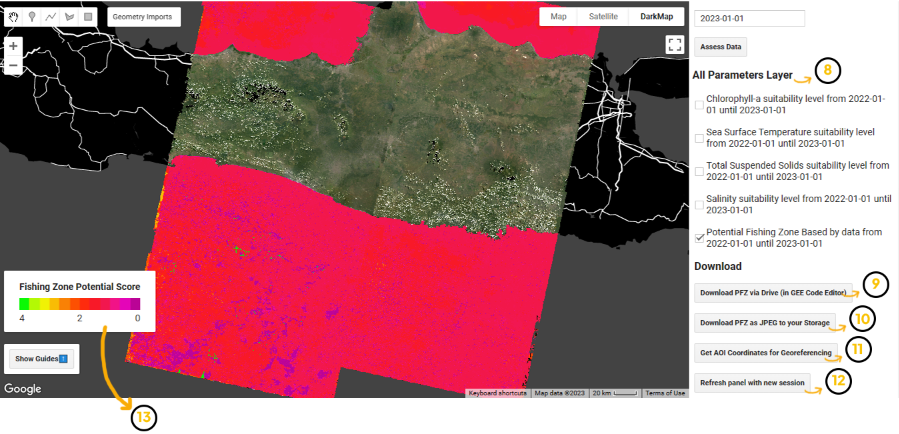 Geometry Imports
Map
Satellite
DarkMap
+
−
2023-01-01
Assess Data
All Parameters Layer
8
Chlorophyll-a suitability level from 2022-01-
01 until 2023-01-01
Sea Surface Temperature suitability level
from 2022-01-01 until 2023-01-01
Total Suspended Solids suitability level from
2022-01-01 until 2023-01-01
Salinity suitability level from 2022-01-01 until
2023-01-01
Potential Fishing Zone Based by data from
2022-01-01 until 2023-01-01
Download
Download PFZ via Drive (in GEE Code Editor)
9
Download PFZ as JPEG to your Storage
10
Get AOI Coordinates for Georeferencing
11
Refresh panel with new session
12
Fishing Zone Potential Score
4 2 0
Show Guides
Google
Keyboard shortcuts
Map data ©2023
20 km
Terms of Use
13